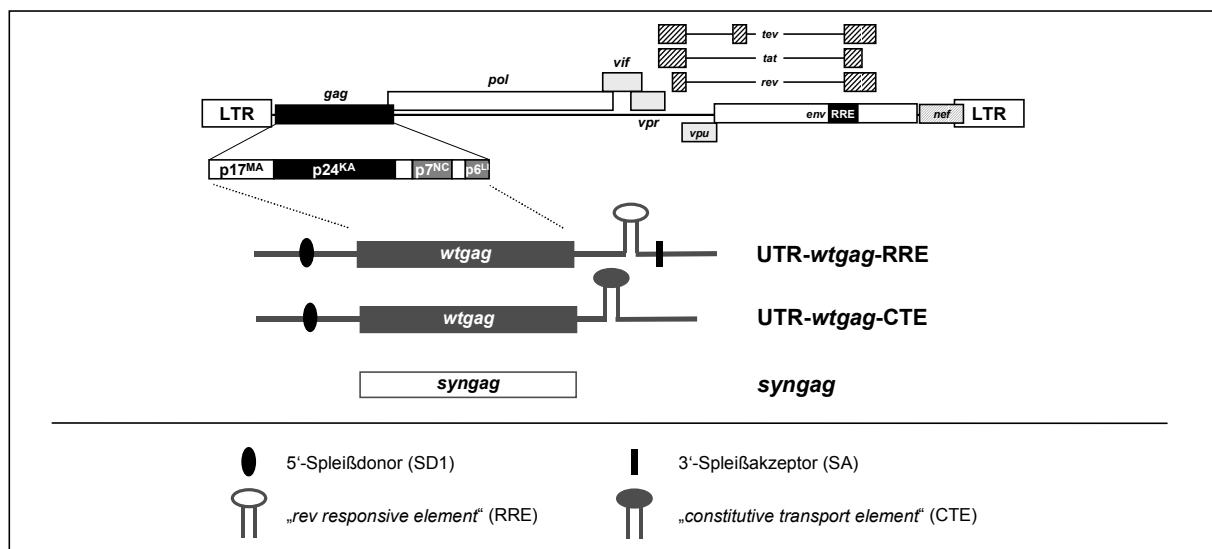 tev
tat
rev
vif
pol
gag
vpr
LTR
env RRE
nef
LTR
vpu
p17MA p24KA p7NC p6LI
wtgag
UTR-wtgag-RRE
wtgag
UTR-wtgag-CTE
syngag
syngag
5‘-Spleißdonor (SD1)
3‘-Spleißakzeptor (SA)
„rev responsive element“ (RRE)
„constitutive transport element“ (CTE)